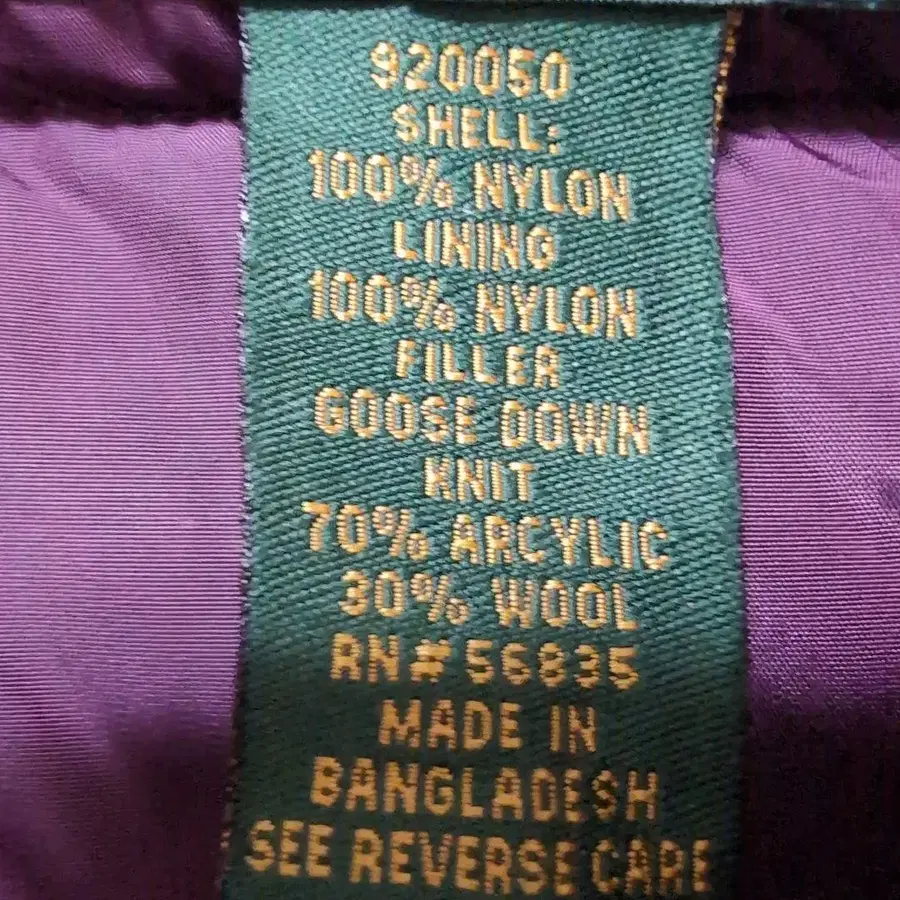 920050
SHELL:
100% NYLON
LINING
100% NYLON
FILLER
GOOSE DOWN
KNIT
70% ARCYLIC
30% WOOL
RN# 56835
MADE IN
BANGLADESH
SEE REVERSE CARE